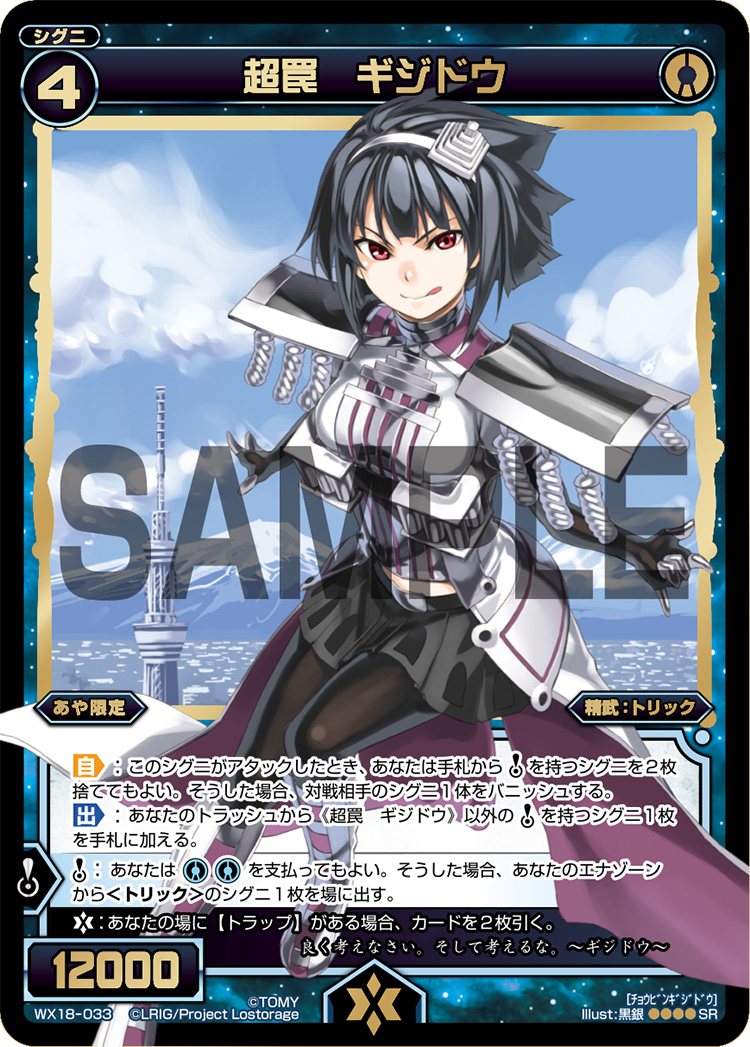 シグニ
4
超罠 ギジドウ
SAMPLE
あや限定
精武：トリック
自：このシグニがアタックしたとき、あなたは手札から を持つシグニを２枚
捨ててもよい。そうした場合、対戦相手のシグニ１体をバニッシュする。
出：あなたのトラッシュから《超罠 ギジドウ》以外の を持つシグニ１枚
を手札に加える。
：あなたは を支払ってもよい。そうした場合、あなたのエナゾーン
から<トリック>のシグニ１枚を場に出す。
：あなたの場に【トラップ】がある場合、カードを２枚引く。
良く考えなさい。そして考えるな。～ギジドウ～
12000
©TOMY
[ﾁｮｳﾋﾞﾝｷﾞｼﾞﾄﾞｳ]
WX18-033 ©LRIG/Project Lostorage
Illust:黒銀 ●●●●SR